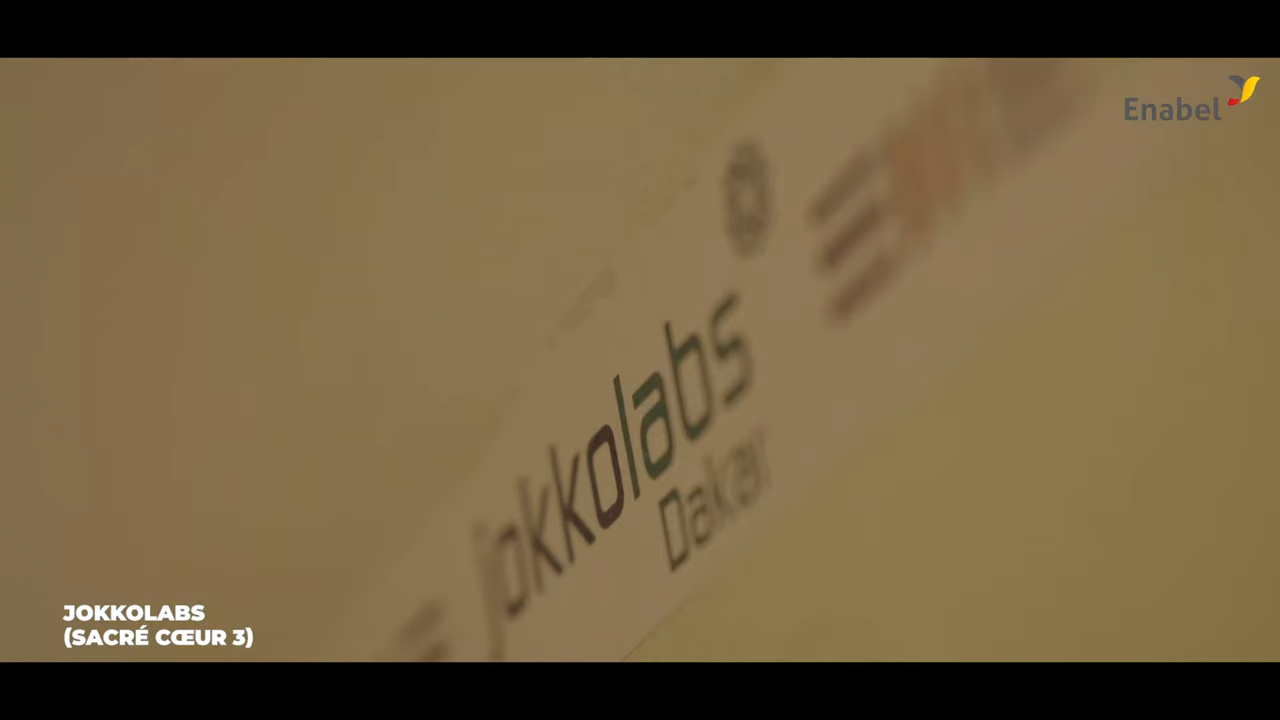 Enabel
jokkolabs
Dakar
JOKKOLABS
(SACRÉ CŒUR 3)